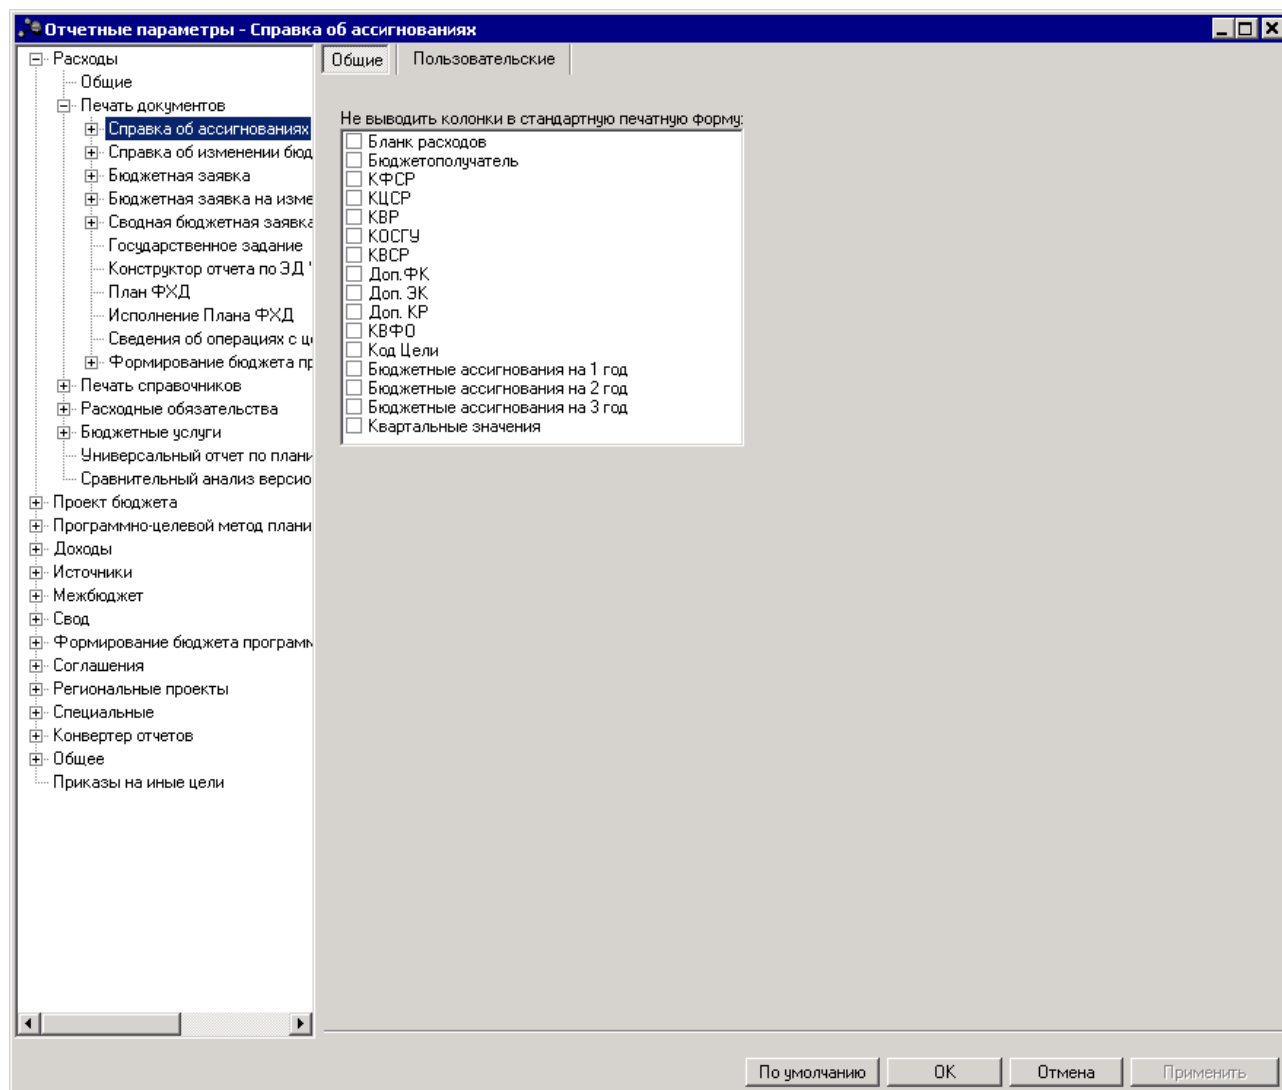 Отчетные параметры - Справка об ассигнованиях
Расходы
Общие
Печать документов
Справка об ассигнованиях
Справка об изменении бюд
Бюджетная заявка
Бюджетная заявка на изме
Сводная бюджетная заявка
Государственное задание
Конструктор отчета по ЭД '
План ФХД
Исполнение Плана ФХД
Сведения об операциях с ц
Формирование бюджета пр
Печать справочников
Расходные обязательства
Бюджетные услуги
Универсальный отчет по плани
Сравнительный анализ версио
Проект бюджета
Программно-целевой метод плани
Доходы
Источники
Межбюджет
Свод
Формирование бюджета программ
Соглашения
Региональные проекты
Специальные
Конвертер отчетов
Общее
Приказы на иные цели
Общие Пользовательские
Не выводить колонки в стандартную печатную форму:
Бланк расходов
Бюджетополучатель
КФСР
КЦСР
КВР
КОСГУ
КВСР
Доп.ФК
Доп. ЭК
Доп. КР
КВФО
Код Цели
Бюджетные ассигнования на 1 год
Бюджетные ассигнования на 2 год
Бюджетные ассигнования на 3 год
Квартальные значения
По умолчанию OK Отмена Применить